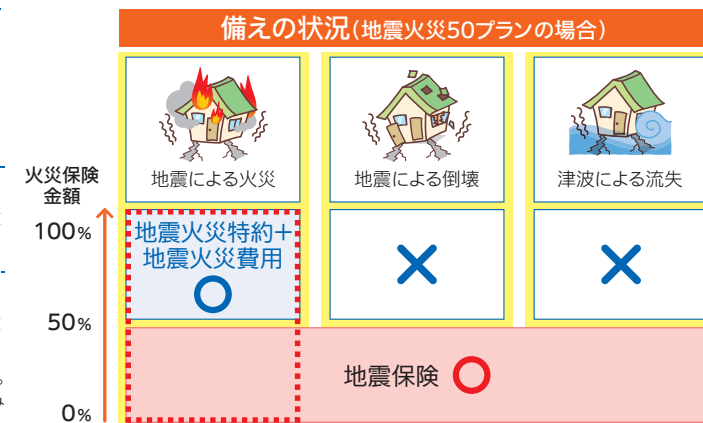 備えの状況(地震火災50プランの場合)
地震による火災
地震による倒壊
津波による流失
火災保険
金額
100%
地震火災特約+
地震火災費用
50%
地震保険
0%